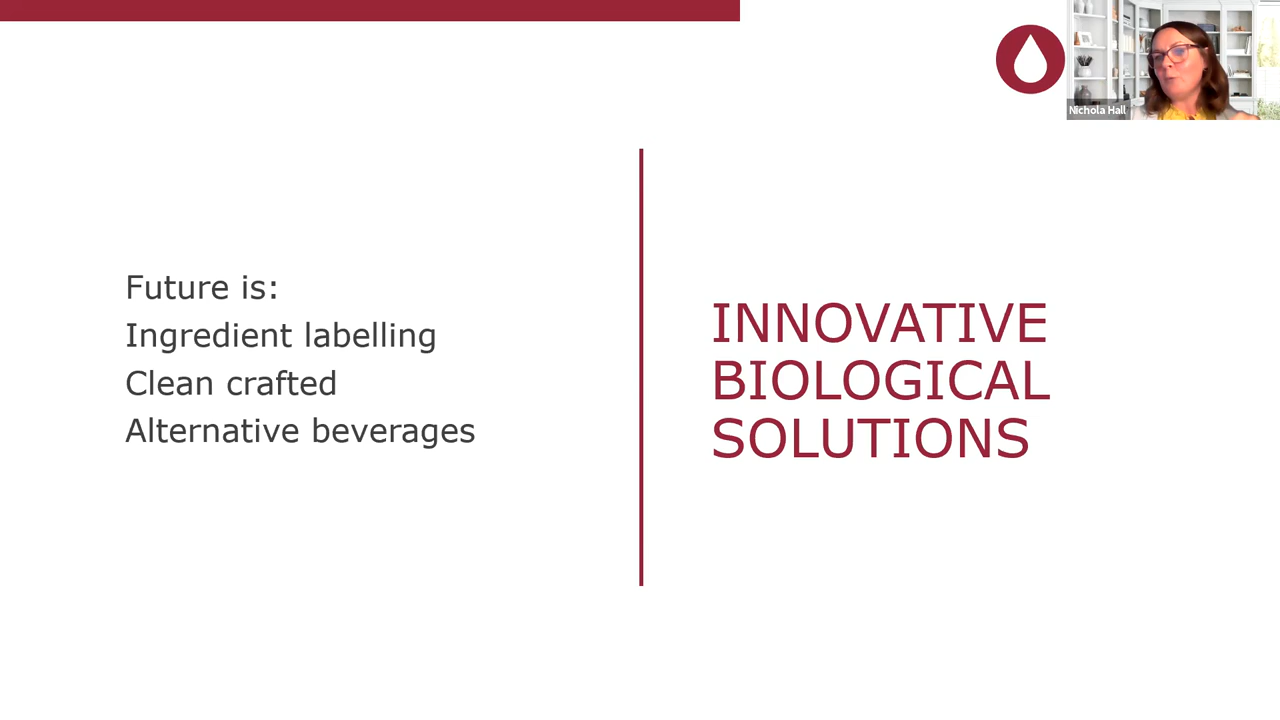 Nichola Hall
Future is:
Ingredient labelling
Clean crafted
Alternative beverages
INNOVATIVE
BIOLOGICAL
SOLUTIONS